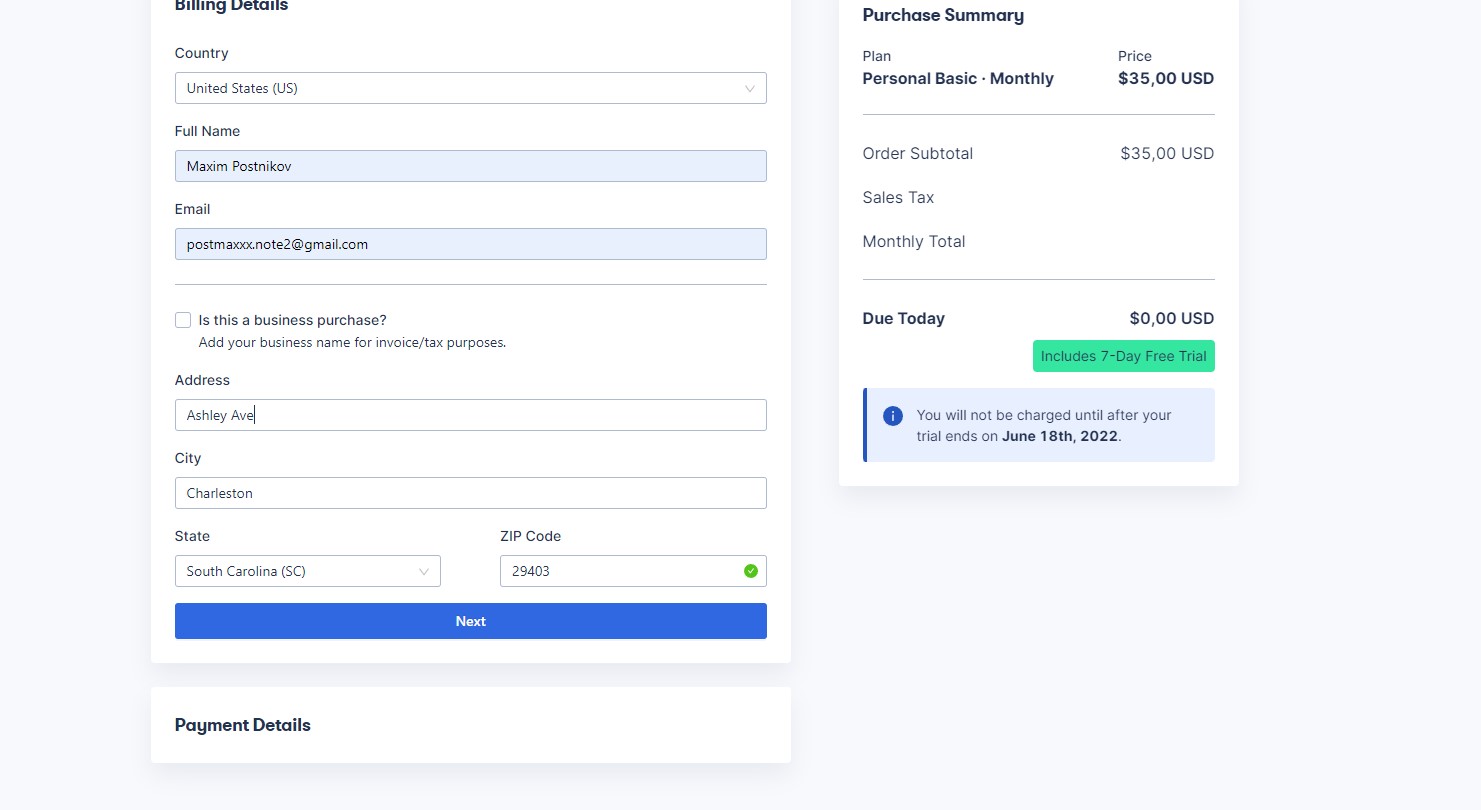 Billing Details
Country
United States (US)
Full Name
Maxim Postnikov
Email
postmaxxx.note2@gmail.com
Is this a business purchase?
Add your business name for invoice/tax purposes.
Address
Ashley Ave
City
Charleston
State
ZIP Code
South Carolina (SC)
29403
Next
Payment Details
Purchase Summary
Plan
Price
Personal Basic · Monthly
$35,00 USD
Order Subtotal
$35,00 USD
Sales Tax
Monthly Total
Due Today
$0,00 USD
Includes 7-Day Free Trial
You will not be charged until after your
trial ends on June 18th, 2022.